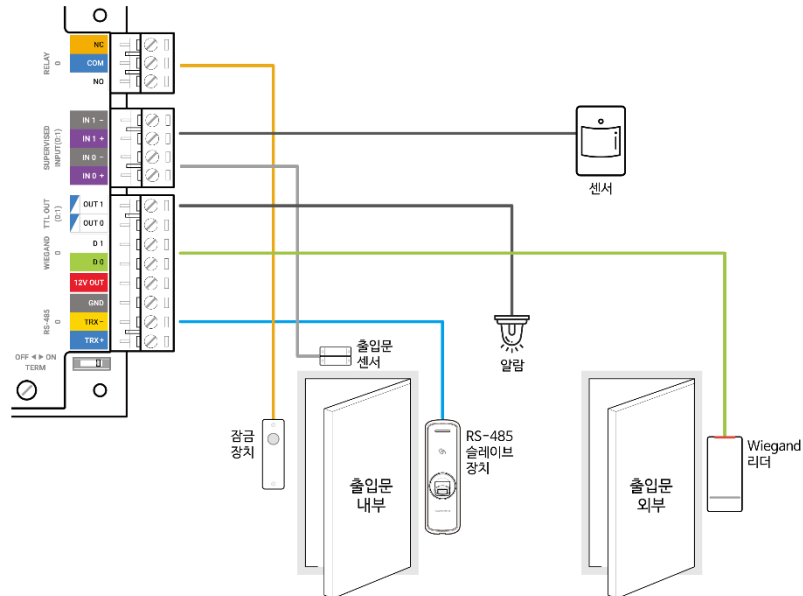 RELAY
0
NC
COM
NO
SUPERVISED
INPUT(0:1)
IN 1 -
IN 1 +
IN 0 -
IN 0 +
TTL OUT
(0:1)
OUT 1
OUT 0
WIEGAND
0
D 1
D 0
12V OUT
GND
RS-485
0
TRX -
TRX +
OFF ◀ ▶ ON
TERM
센서
알람
출입문
센서
잠금
장치
출입문
내부
RS-485
슬레이브
장치
출입문
외부
Wiegand
리더